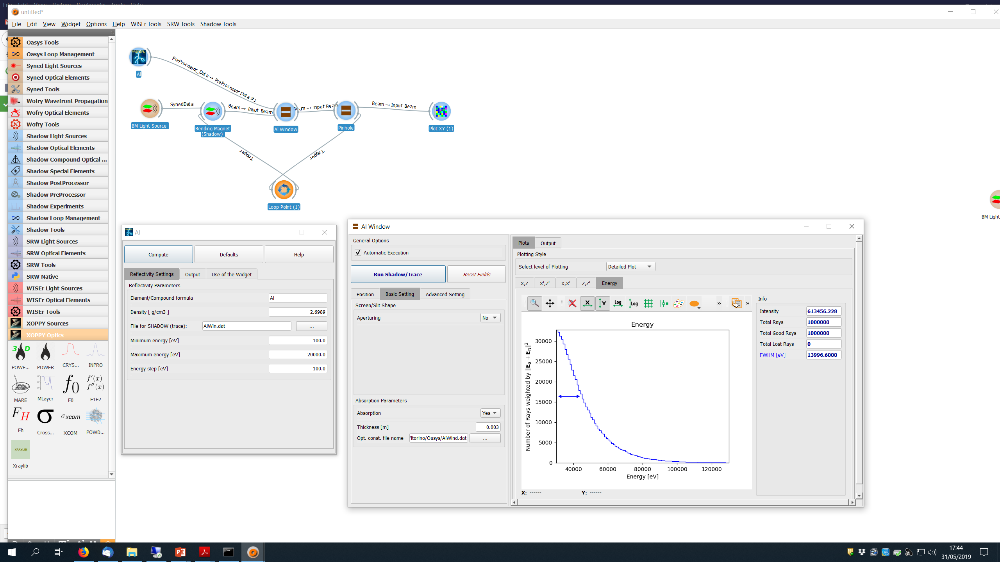 untitled*
File Edit View Widget Options Help WISEr Tools SRW Tools Shadow Tools
Oasys Tools
Oasys Loop Management
Syned Light Sources
Syned Optical Elements
Syned Tools
Wofry Wavefront Propagation
Wofry Optical Elements
Wofry Tools
Shadow Light Sources
Shadow Optical Elements
Shadow Compound Optical ...
Shadow Special Elements
Shadow PostProcessor
Shadow PreProcessor
Shadow Experiments
Shadow Loop Management
Shadow Tools
SRW Light Sources
SRW Optical Elements
SRW Tools
SRW Native
WISEr Light Sources
WISEr Optical Elements
WISEr Tools
XOPPY Sources
XOPPY Optics
3 D
POWE... POWER CRYS... INPRO
f0 f'(x)
f''(x)
MARE MLayer F0 F1F2
FH σ σ xcom
Fh Cross... XCOM POWD...
XRAYLIB
Xraylib
PREREFL
Al
PreProcessor_Data → PreProcessor Data #1
BM Light Source
SynedData
Bending Magnet
(Shadow)
Beam → Input Beam
Al Window
Beam → Input Beam
Pinhole
Beam → Input Beam
Plot XY (1)
Trigger
Trigger
Loop Point (1)
BM Light
Al
Compute Defaults Help
Reflectivity Settings Output Use of the Widget
Reflectivity Parameters
Element/Compound formula Al
Density [ g/cm3 ] 2.6989
File for SHADOW (trace): AlWin.dat ...
Minimum energy [eV] 100.0
Maximum energy [eV] 20000.0
Energy step [eV] 100.0
Al Window
General Options
Automatic Execution
Run Shadow/Trace Reset Fields
Position Basic Setting Advanced Setting
Screen/Slit Shape
Aperturing No
Absorption Parameters
Absorption Yes
Thickness [m] 0.003
Opt. const. file name /ltorino/Oasys/AlWind.dat ...
Plots Output
Plotting Style
Select level of Plotting Detailed Plot
X,Z X',Z' X,X' Z,Z' Energy
X Y Log Log » »
Energy
Number of Rays weighted by ‖Eσ + Eπ‖²
30000
25000
20000
15000
10000
5000
0
40000 60000 80000 100000 120000
Energy [eV]
X: ------ Y: ------
Info
Intensity 613456.228
Total Rays 1000000
Total Good Rays 1000000
Total Lost Rays 0
FWHM [eV] 13996.6000
17:44
31/05/2019